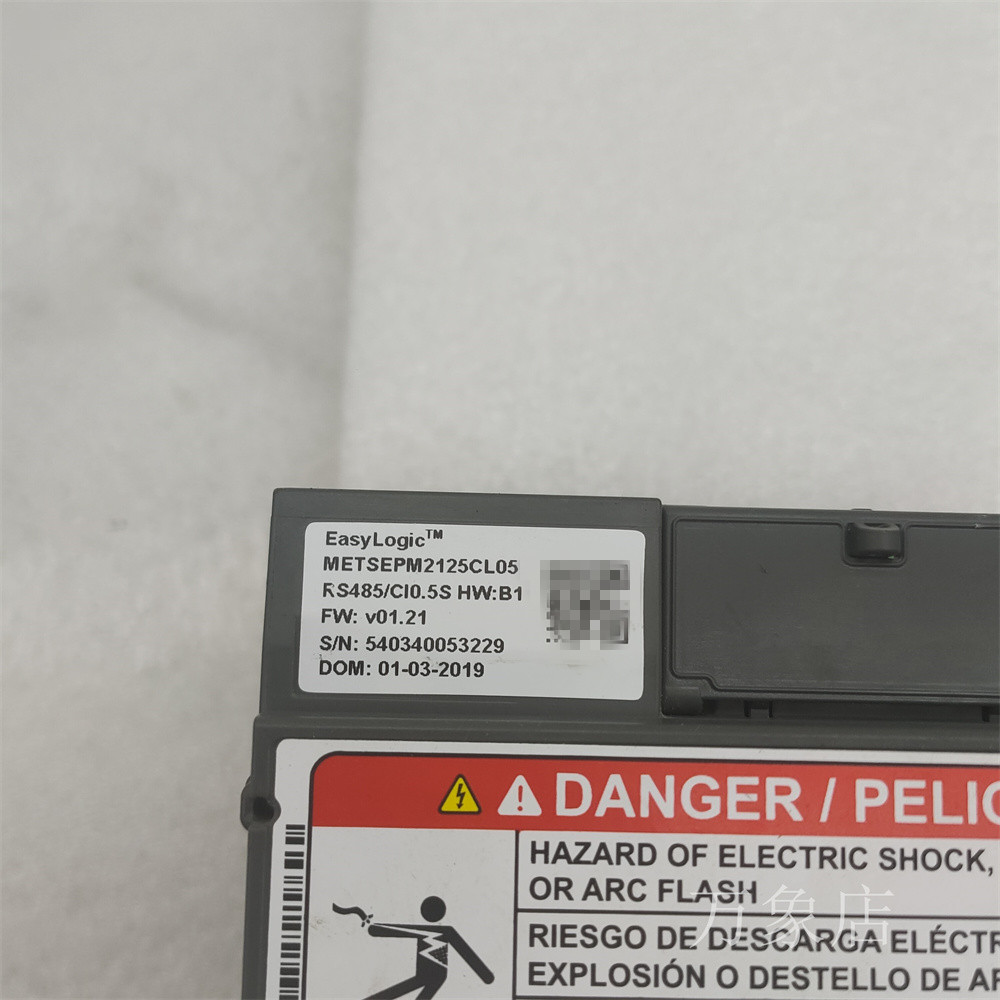 EasyLogic™
METSEPM2125CL05
RS485/Cl0.5S HW:B1
FW: v01.21
S/N: 540340053229
DOM: 01-03-2019
DANGER / PELIG
HAZARD OF ELECTRIC SHOCK,
OR ARC FLASH
RIESGO DE DESCARGA ELÉCTR
EXPLOSIÓN O DESTELLO DE AR
万象店